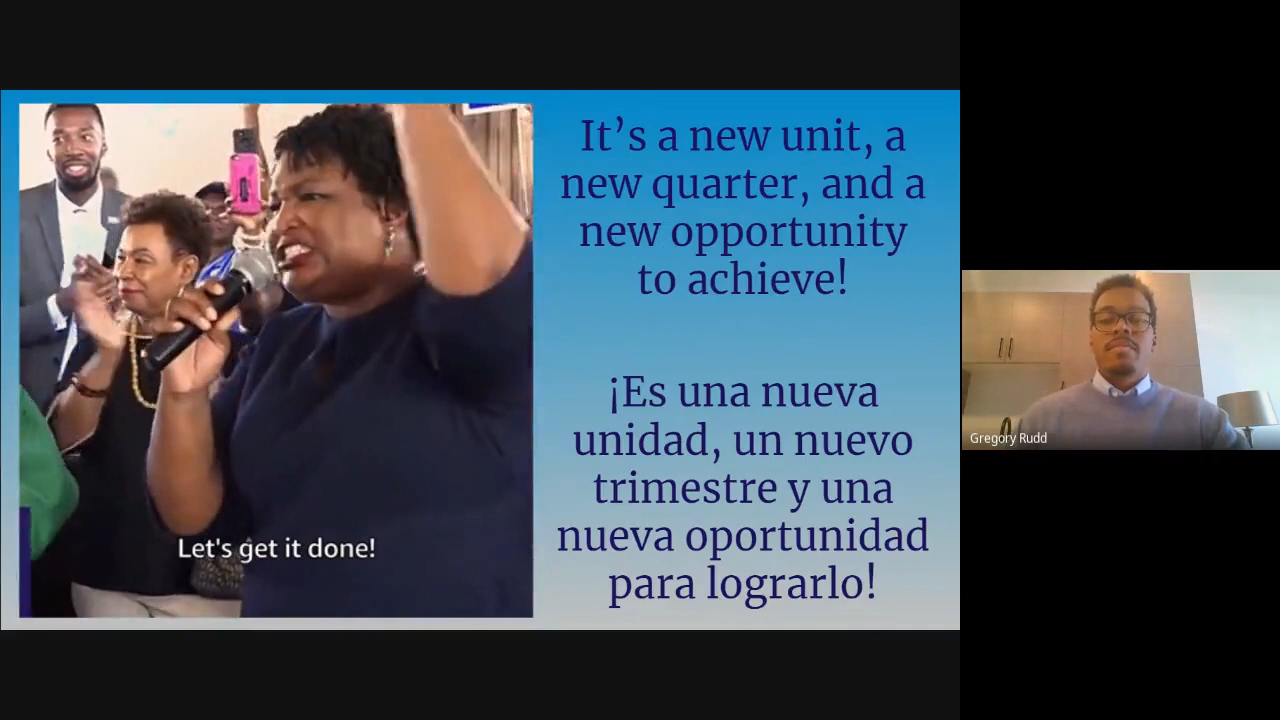 It’s a new unit, a
new quarter, and a
new opportunity
to achieve!
¡Es una nueva
unidad, un nuevo
trimestre y una
nueva oportunidad
para lograrlo!
Let's get it done!
Gregory Rudd